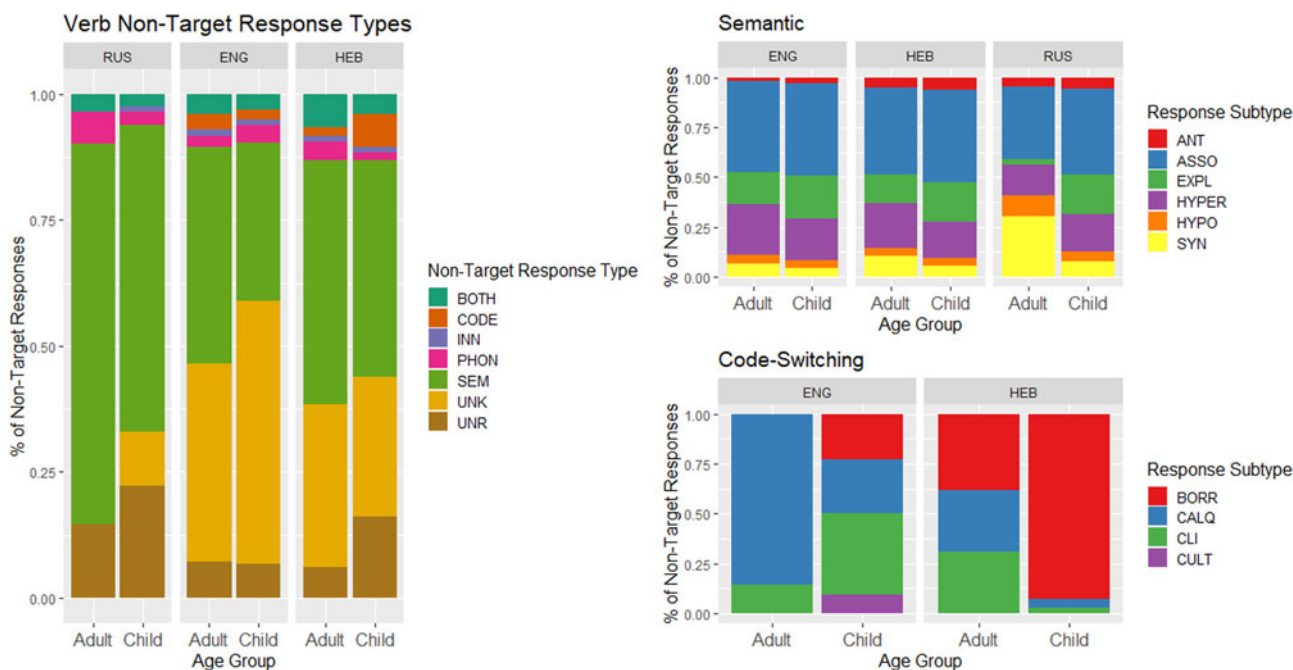 Verb Non-Target Response Types
RUS ENG HEB
% of Non-Target Responses
1.00
0.75
0.50
0.25
0.00
Adult Child Adult Child Adult Child
Age Group
Non-Target Response Type
BOTH
CODE
INN
PHON
SEM
UNK
UNR
Semantic
ENG HEB RUS
% of Non-Target Responses
1.00
0.75
0.50
0.25
0.00
Adult Child Adult Child Adult Child
Age Group
Response Subtype
ANT
ASSO
EXPL
HYPER
HYPO
SYN
Code-Switching
ENG HEB
% of Non-Target Responses
1.00
0.75
0.50
0.25
0.00
Adult Child Adult Child
Age Group
Response Subtype
BORR
CALQ
CLI
CULT